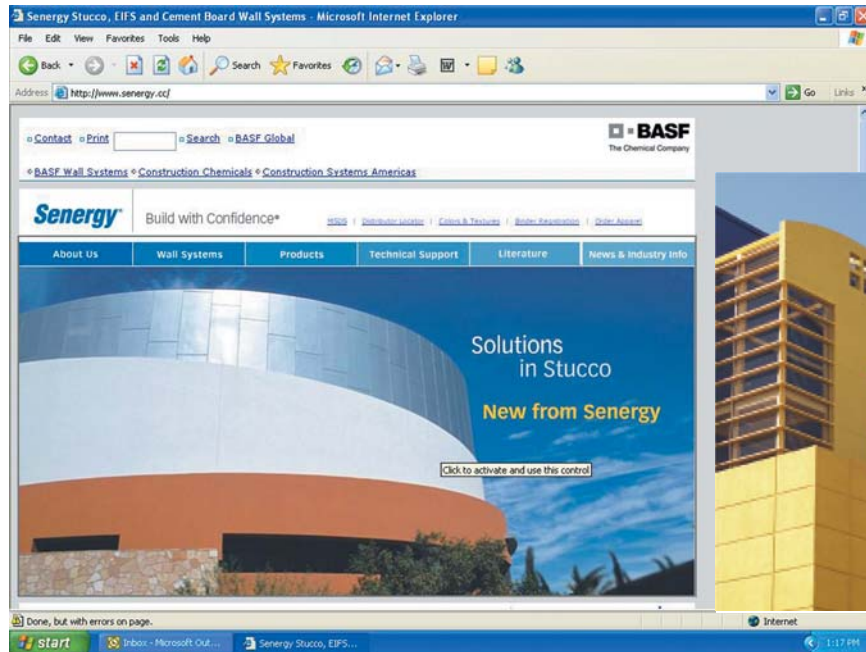 Senergy Stucco, EIFS and Cement Board Wall Systems - Microsoft Internet Explorer
File Edit View Favorites Tools Help
Back Search Favorites W
Address http://www.senergy.cc/ Go Links »
Contact Print Search BASF Global
BASF
The Chemical Company
BASF Wall Systems Construction Chemicals Construction Systems Americas
Senergy Build with Confidence
MSDS | Distributor Locator | Colors & Textures | Binder Registration | Order Apparel
About Us Wall Systems Products Technical Support Literature News & Industry Info
Solutions
in Stucco
New from Senergy
Click to activate and use this control
Done, but with errors on page. Internet
start Inbox - Microsoft Out... Senergy Stucco, EIFS... 1:17 PM